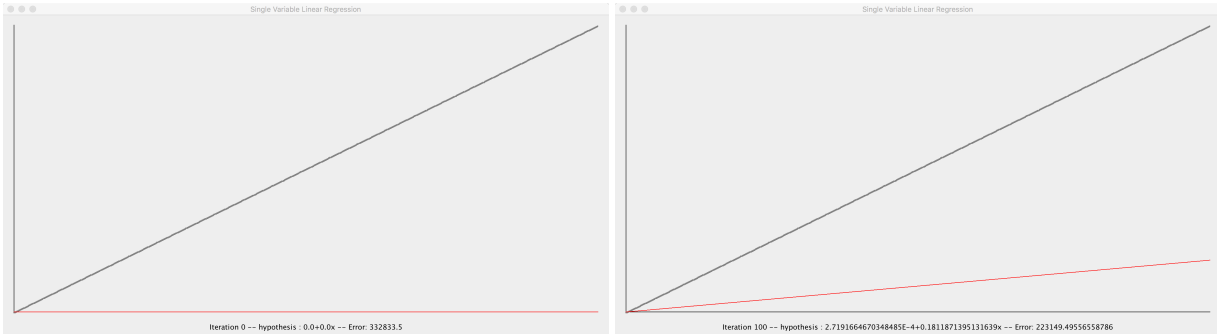 Single Variable Linear Regression
Iteration 0 -- hypothesis : 0.0+0.0x -- Error: 332833.5
Single Variable Linear Regression
Iteration 100 -- hypothesis : 2.7191664670348485E-4+0.1811871395131639x -- Error: 223149.49556558786